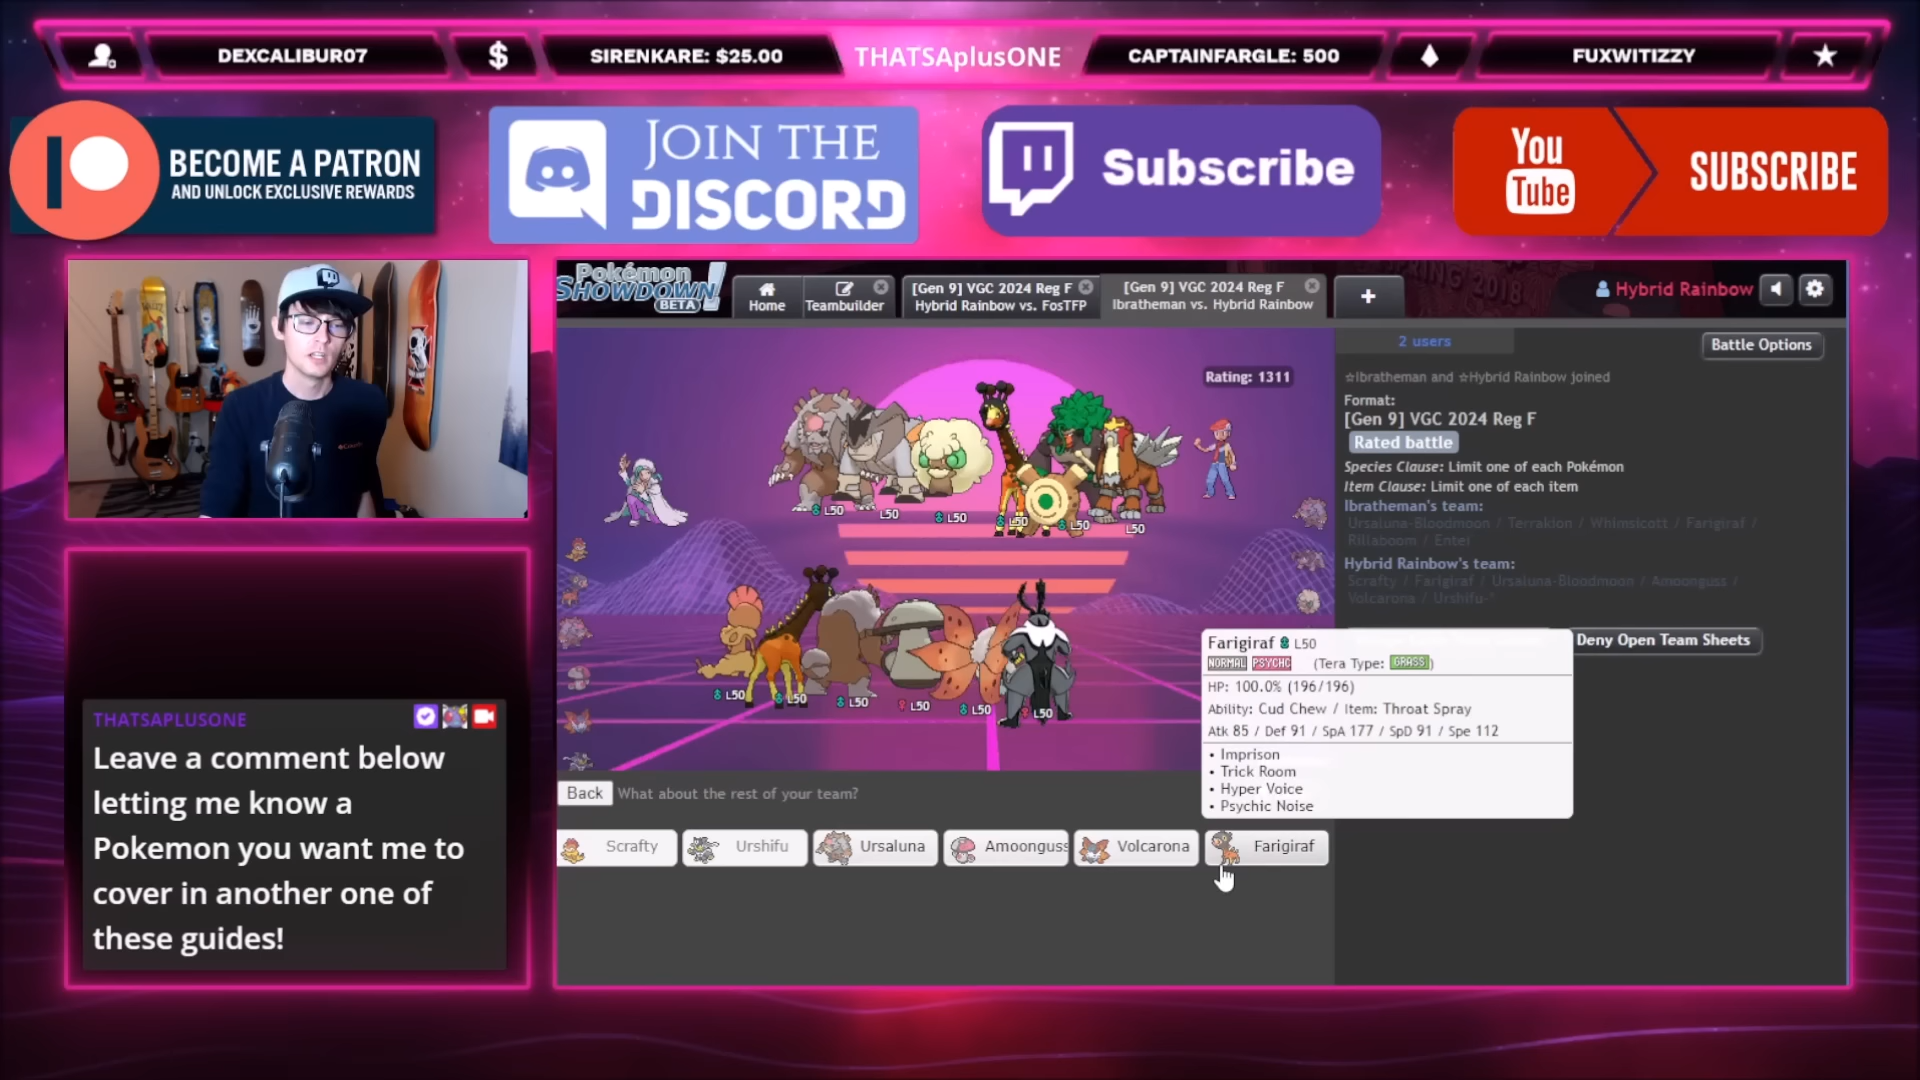 DEXCALIBUR07
$
SIRENKARE: $25.00
THATSAplusONE
CAPTAINFARGLE: 500
FUXWITIZZY
BECOME A PATRON
AND UNLOCK EXCLUSIVE REWARDS
JOIN THE
DISCORD
Subscribe
You
Tube
SUBSCRIBE
Pokémon
SHOWDOWN!
BETA
Home
Teambuilder
[Gen 9] VGC 2024 Reg F
Hybrid Rainbow vs. FosTFP
[Gen 9] VGC 2024 Reg F
Ibratheman vs. Hybrid Rainbow
+
Hybrid Rainbow
Rating: 1311
L50
L50
L50
L50
L50
L50
L50
L50
L50
L50
L50
L50
2 users
Battle Options
☆Ibratheman and ☆Hybrid Rainbow joined
Format:
[Gen 9] VGC 2024 Reg F
Rated battle
Species Clause: Limit one of each Pokémon
Item Clause: Limit one of each item
Ibratheman's team:
Ursaluna-Bloodmoon / Terrakion / Whimsicott / Farigiraf /
Rillaboom / Entei
Hybrid Rainbow's team:
Scrafty / Farigiraf / Ursaluna-Bloodmoon / Amoonguss /
Volcarona / Urshifu-*
Deny Open Team Sheets
Farigiraf L50
NORMAL PSYCHC (Tera Type: GRASS)
HP: 100.0% (196/196)
Ability: Cud Chew / Item: Throat Spray
Atk 85 / Def 91 / SpA 177 / SpD 91 / Spe 112
• Imprison
• Trick Room
• Hyper Voice
• Psychic Noise
Back What about the rest of your team?
Scrafty
Urshifu
Ursaluna
Amoonguss
Volcarona
Farigiraf
THATSAPLUSONE
Leave a comment below
letting me know a
Pokemon you want me to
cover in another one of
these guides!